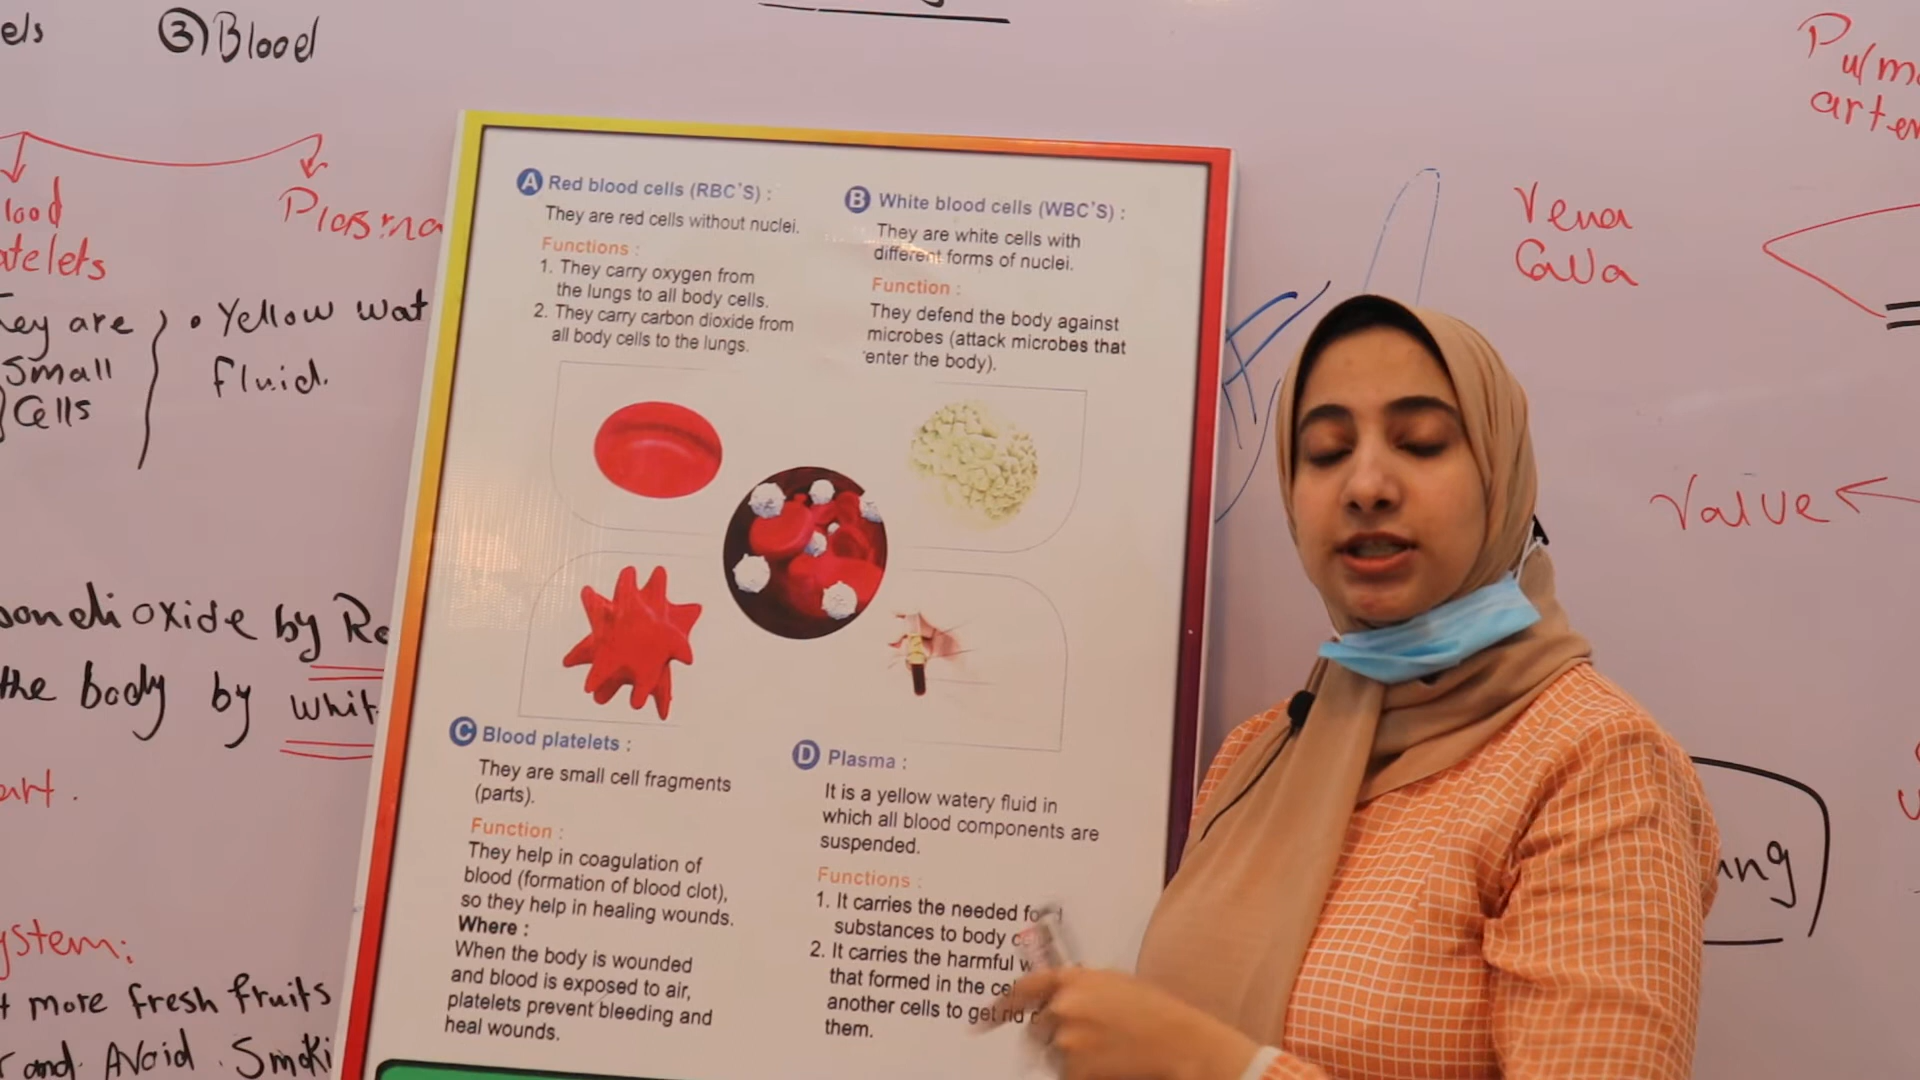 ③ Blood
Plasma
• Yellow
Fluid.
are
Small
Cells
by
the body by
more fresh fruits
and Avoid
A Red blood cells (RBC'S) :
They are red cells without nuclei.
Functions :
1. They carry oxygen from
the lungs to all body cells.
2. They carry carbon dioxide from
all body cells to the lungs.
B White blood cells (WBC'S) :
They are white cells with
different forms of nuclei.
Function :
They defend the body against
microbes (attack microbes that
enter the body).
C Blood platelets :
They are small cell fragments
(parts).
Function :
They help in coagulation of
blood (formation of blood clot),
so they help in healing wounds.
Where :
When the body is wounded
and blood is exposed to air,
platelets prevent bleeding and
heal wounds.
D Plasma :
It is a yellow watery fluid in
which all blood components are
suspended.
Functions :
1. It carries the needed
substances to body
2. It carries the harmful
that formed in the
another cells to get rid
them.
Vena
Cava
Valve